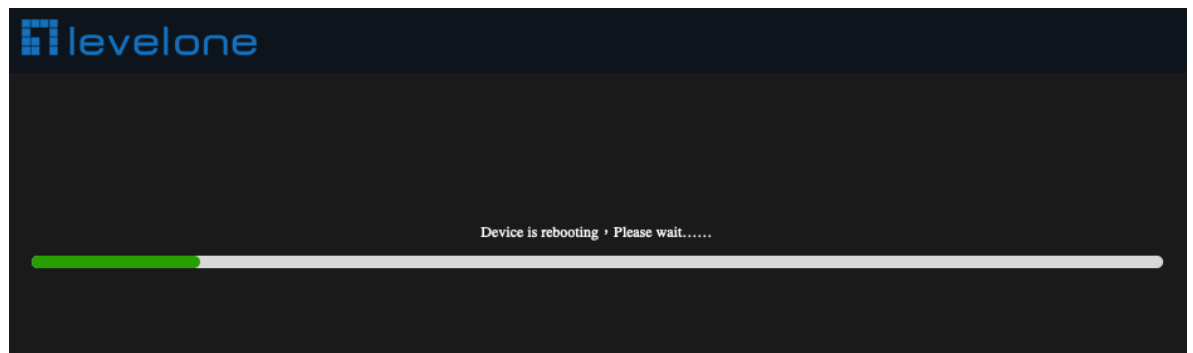 levelone
Device is rebooting，Please wait......